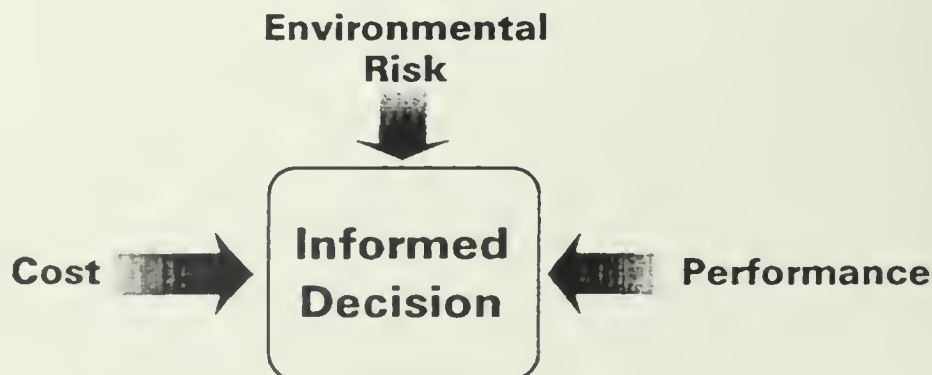 Environmental
Risk
Cost
Informed
Decision
Performance